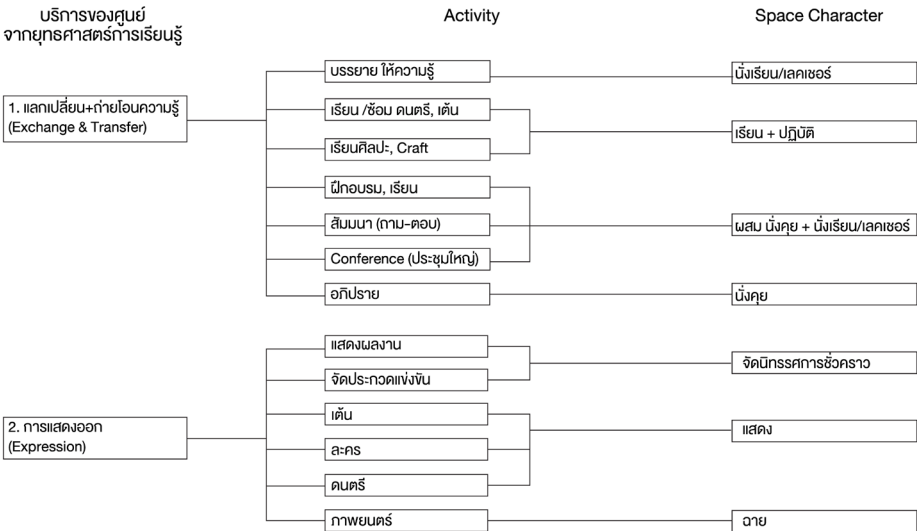 บริการของศูนย์
จากยุทธศาสตร์การเรียนรู้
Activity
Space Character
1. แลกเปลี่ยน+ถ่ายโอนความรู้
(Exchange & Transfer)
บรรยาย ให้ความรู้
นั่งเรียน/เลคเชอร์
เรียน /ซ้อม ดนตรี, เต้น
เรียนศิลปะ, Craft
เรียน + ปฏิบัติ
ฝึกอบรม, เรียน
สัมมนา (ถาม-ตอบ)
Conference (ประชุมใหญ่)
ผสม นั่งคุย + นั่งเรียน/เลคเชอร์
อภิปราย
นั่งคุย
2. การแสดงออก
(Expression)
แสดงผลงาน
จัดประกวดแข่งขัน
จัดนิทรรศการชั่วคราว
เต้น
ละคร
ดนตรี
แสดง
ภาพยนตร์
ฉาย